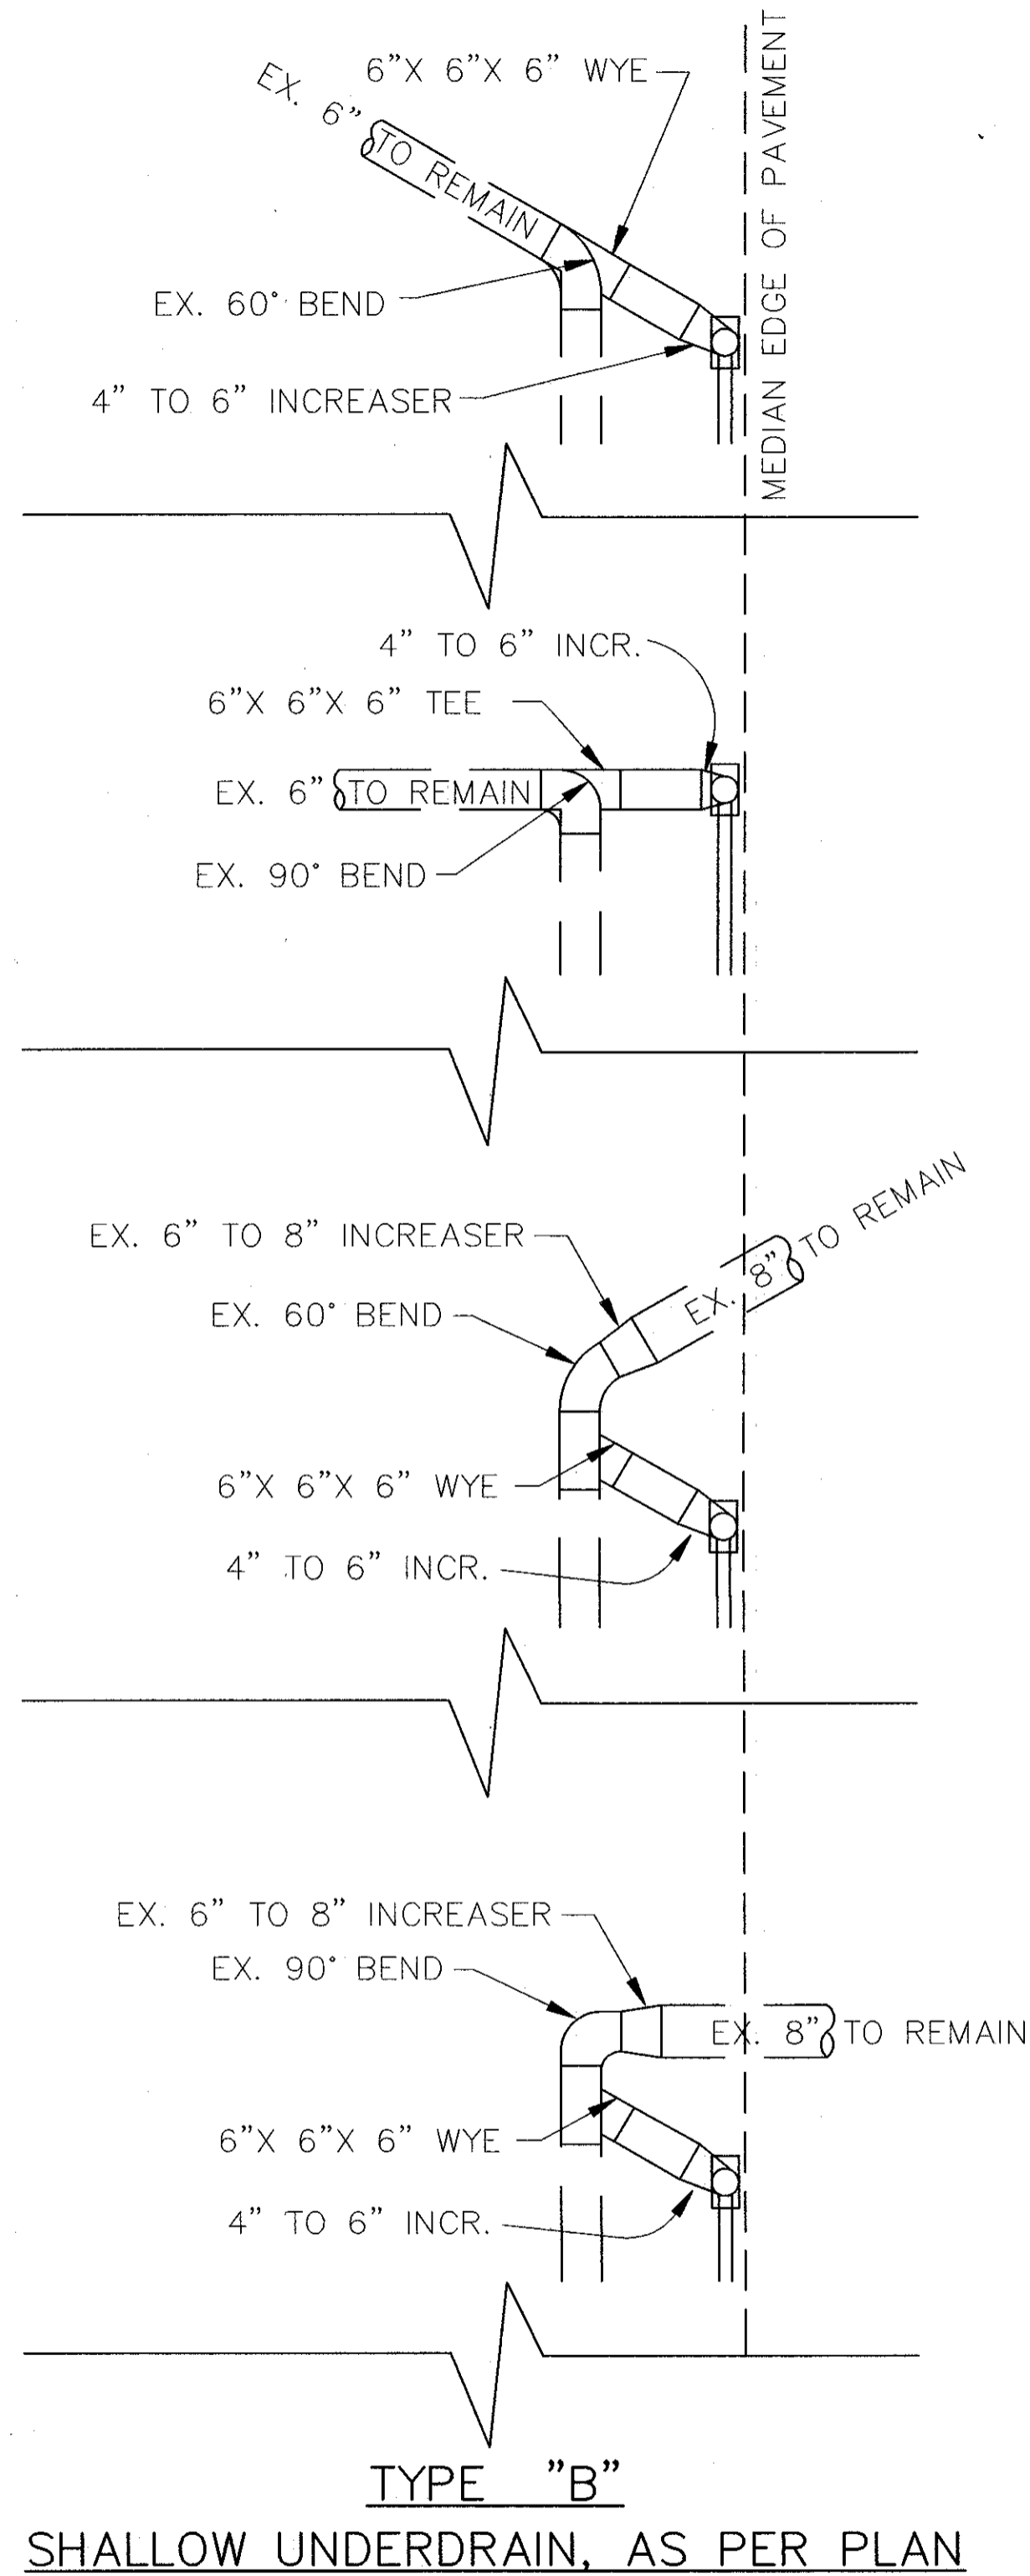 6"X 6"X 6" WYE
EX. 6" TO REMAIN
EX. 60° BEND
4" TO 6" INCREASER
MEDIAN EDGE OF PAVEMENT
4" TO 6" INCR.
6"X 6"X 6" TEE
EX. 6" TO REMAIN
EX. 90° BEND
EX. 6" TO 8" INCREASER
EX. 8" TO REMAIN
EX. 60° BEND
6"X 6"X 6" WYE
4" TO 6" INCR.
EX. 6" TO 8" INCREASER
EX. 90° BEND
EX. 8" TO REMAIN
6"X 6"X 6" WYE
4" TO 6" INCR.
TYPE "B"
SHALLOW UNDERDRAIN, AS PER PLAN